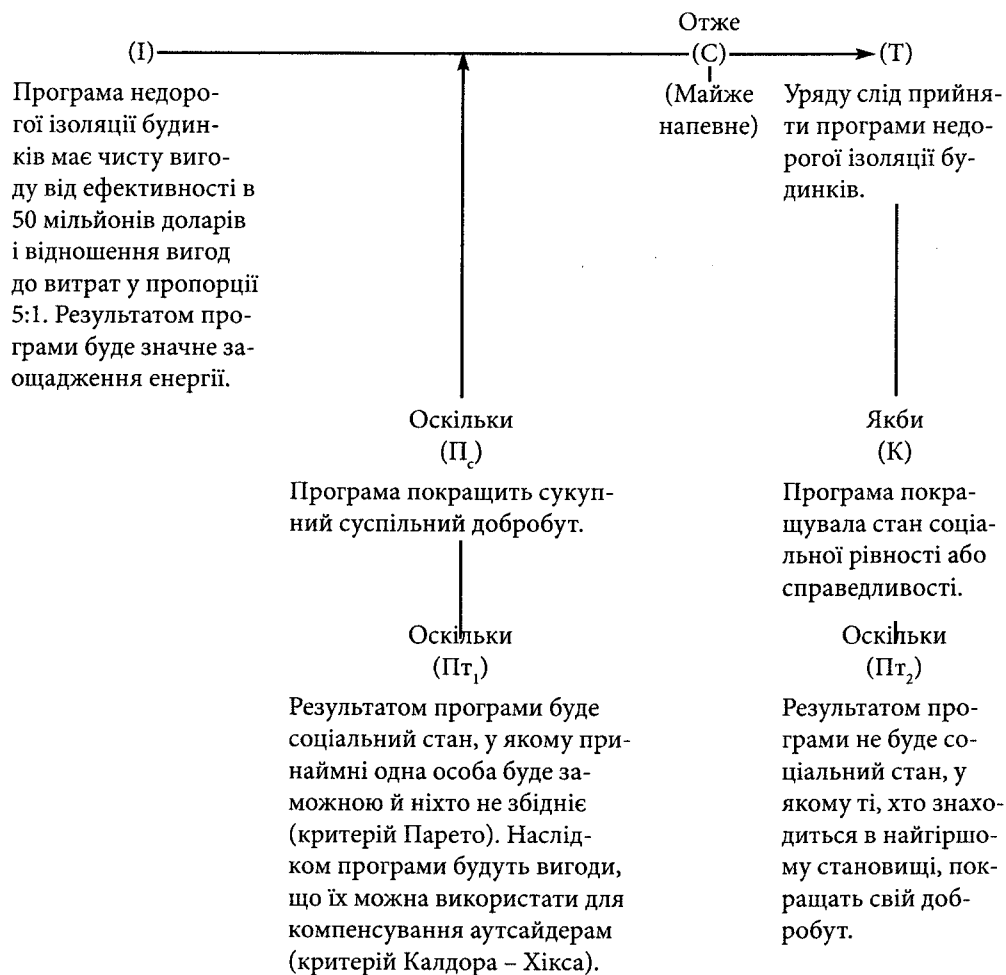 Отже
(І) (С) (Т)
Програма недоро-
гої ізоляції будин-
ків має чисту виго-
ду від ефективності в
50 мільйонів доларів
і відношення вигод
до витрат у пропорції
5:1. Результатом про-
грами буде значне за-
ощадження енергії.
(Майже
напевне)
Уряду слід прийня-
ти програми недо-
рогої ізоляції бу-
динків.
Оскільки
(Пс)
Програма покращить сукуп-
ний суспільний добробут.
Оскільки
(Пт1)
Результатом програми буде
соціальний стан, у якому при-
наймні одна особа буде за-
можною й ніхто не збідніє
(критерій Парето). Наслід-
ком програми будуть вигоди,
що їх можна використати для
компенсування аутсайдерам
(критерій Калдора – Хікса).
Якби
(К)
Програма покра-
щувала стан соціа-
льної рівності або
справедливості.
Оскільки
(Пт2)
Результатом про-
грами не буде со-
ціальний стан, у
якому ті, хто знахо-
диться в найгіршо-
му становищі, пок-
ращать свій доб-
робут.